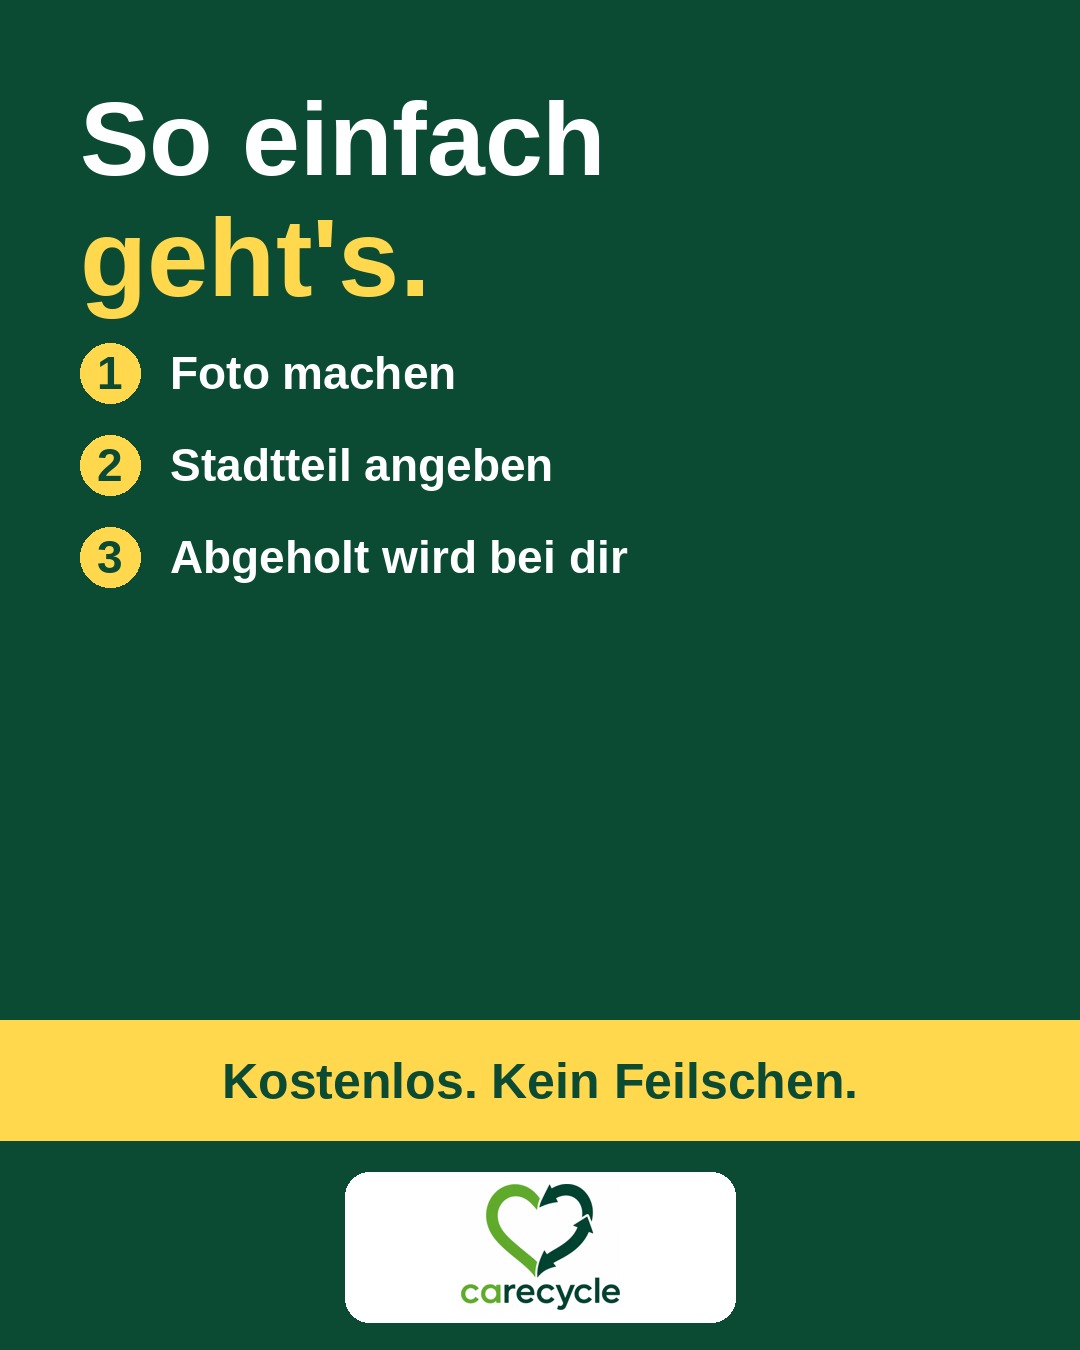 So einfach
geht's.
1 Foto machen
2 Stadtteil angeben
3 Abgeholt wird bei dir
Kostenlos. Kein Feilschen.
carecycle